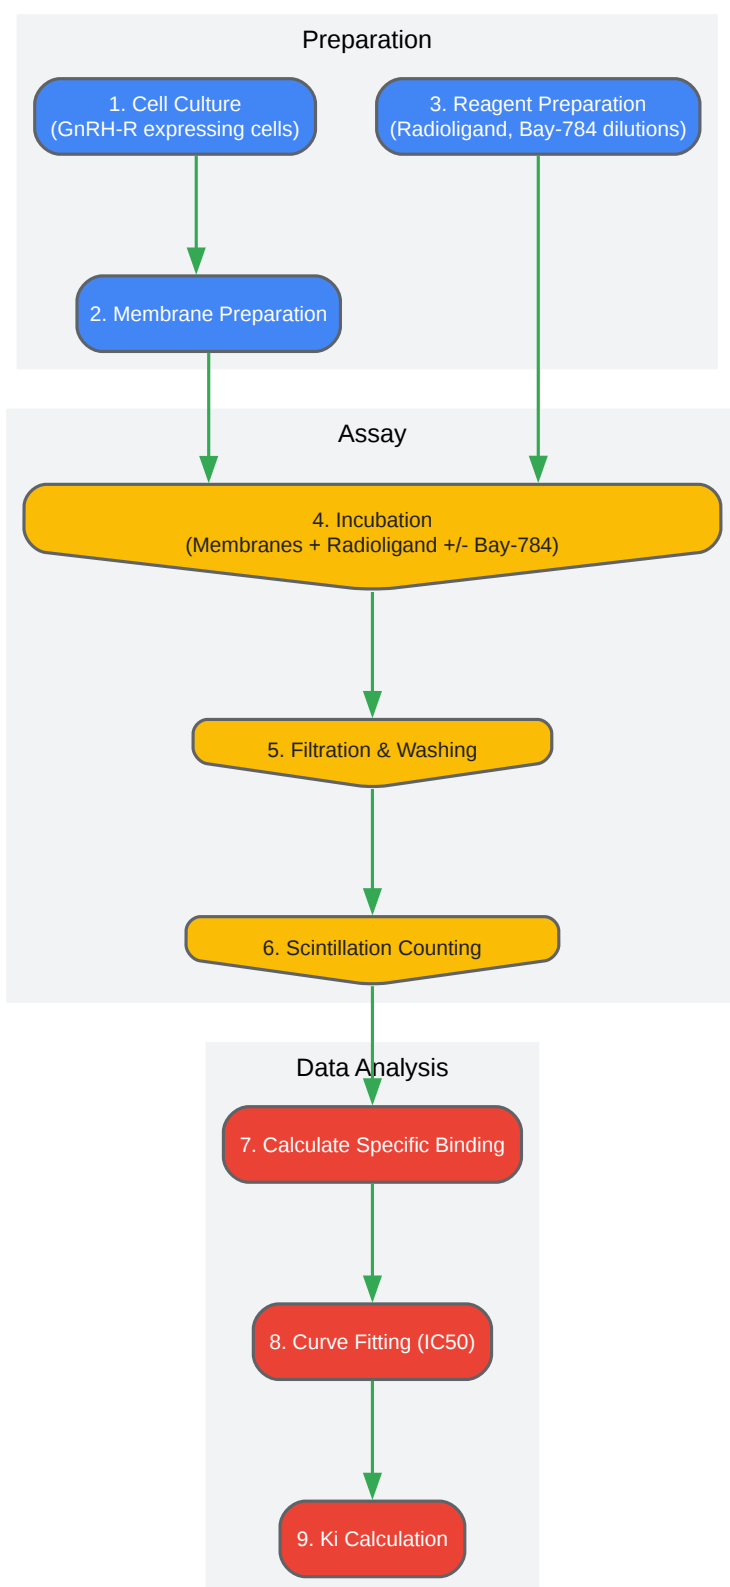 Preparation
1. Cell Culture
(GnRH-R expressing cells)
3. Reagent Preparation
(Radioligand, Bay-784 dilutions)
2. Membrane Preparation
Assay
4. Incubation
(Membranes + Radioligand +/- Bay-784)
5. Filtration & Washing
6. Scintillation Counting
Data Analysis
7. Calculate Specific Binding
8. Curve Fitting (IC50)
9. Ki Calculation